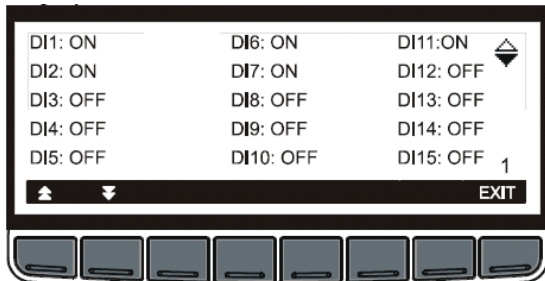 DI1: ON DI6: ON DI11:ON
DI2: ON DI7: ON DI12: OFF
DI3: OFF DI8: OFF DI13: OFF
DI4: OFF DI9: OFF DI14: OFF
DI5: OFF DI10: OFF DI15: OFF
1
EXIT